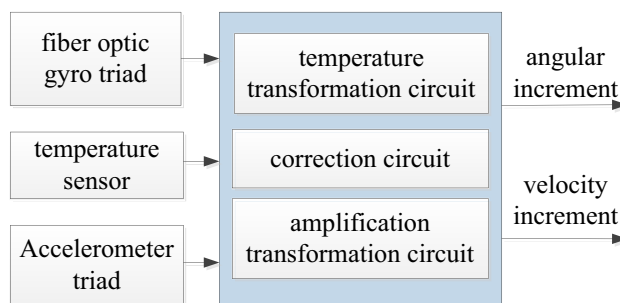 fiber optic
gyro triad
temperature
sensor
Accelerometer
triad
temperature
transformation circuit
correction circuit
amplification
transformation circuit
angular
increment
velocity
increment